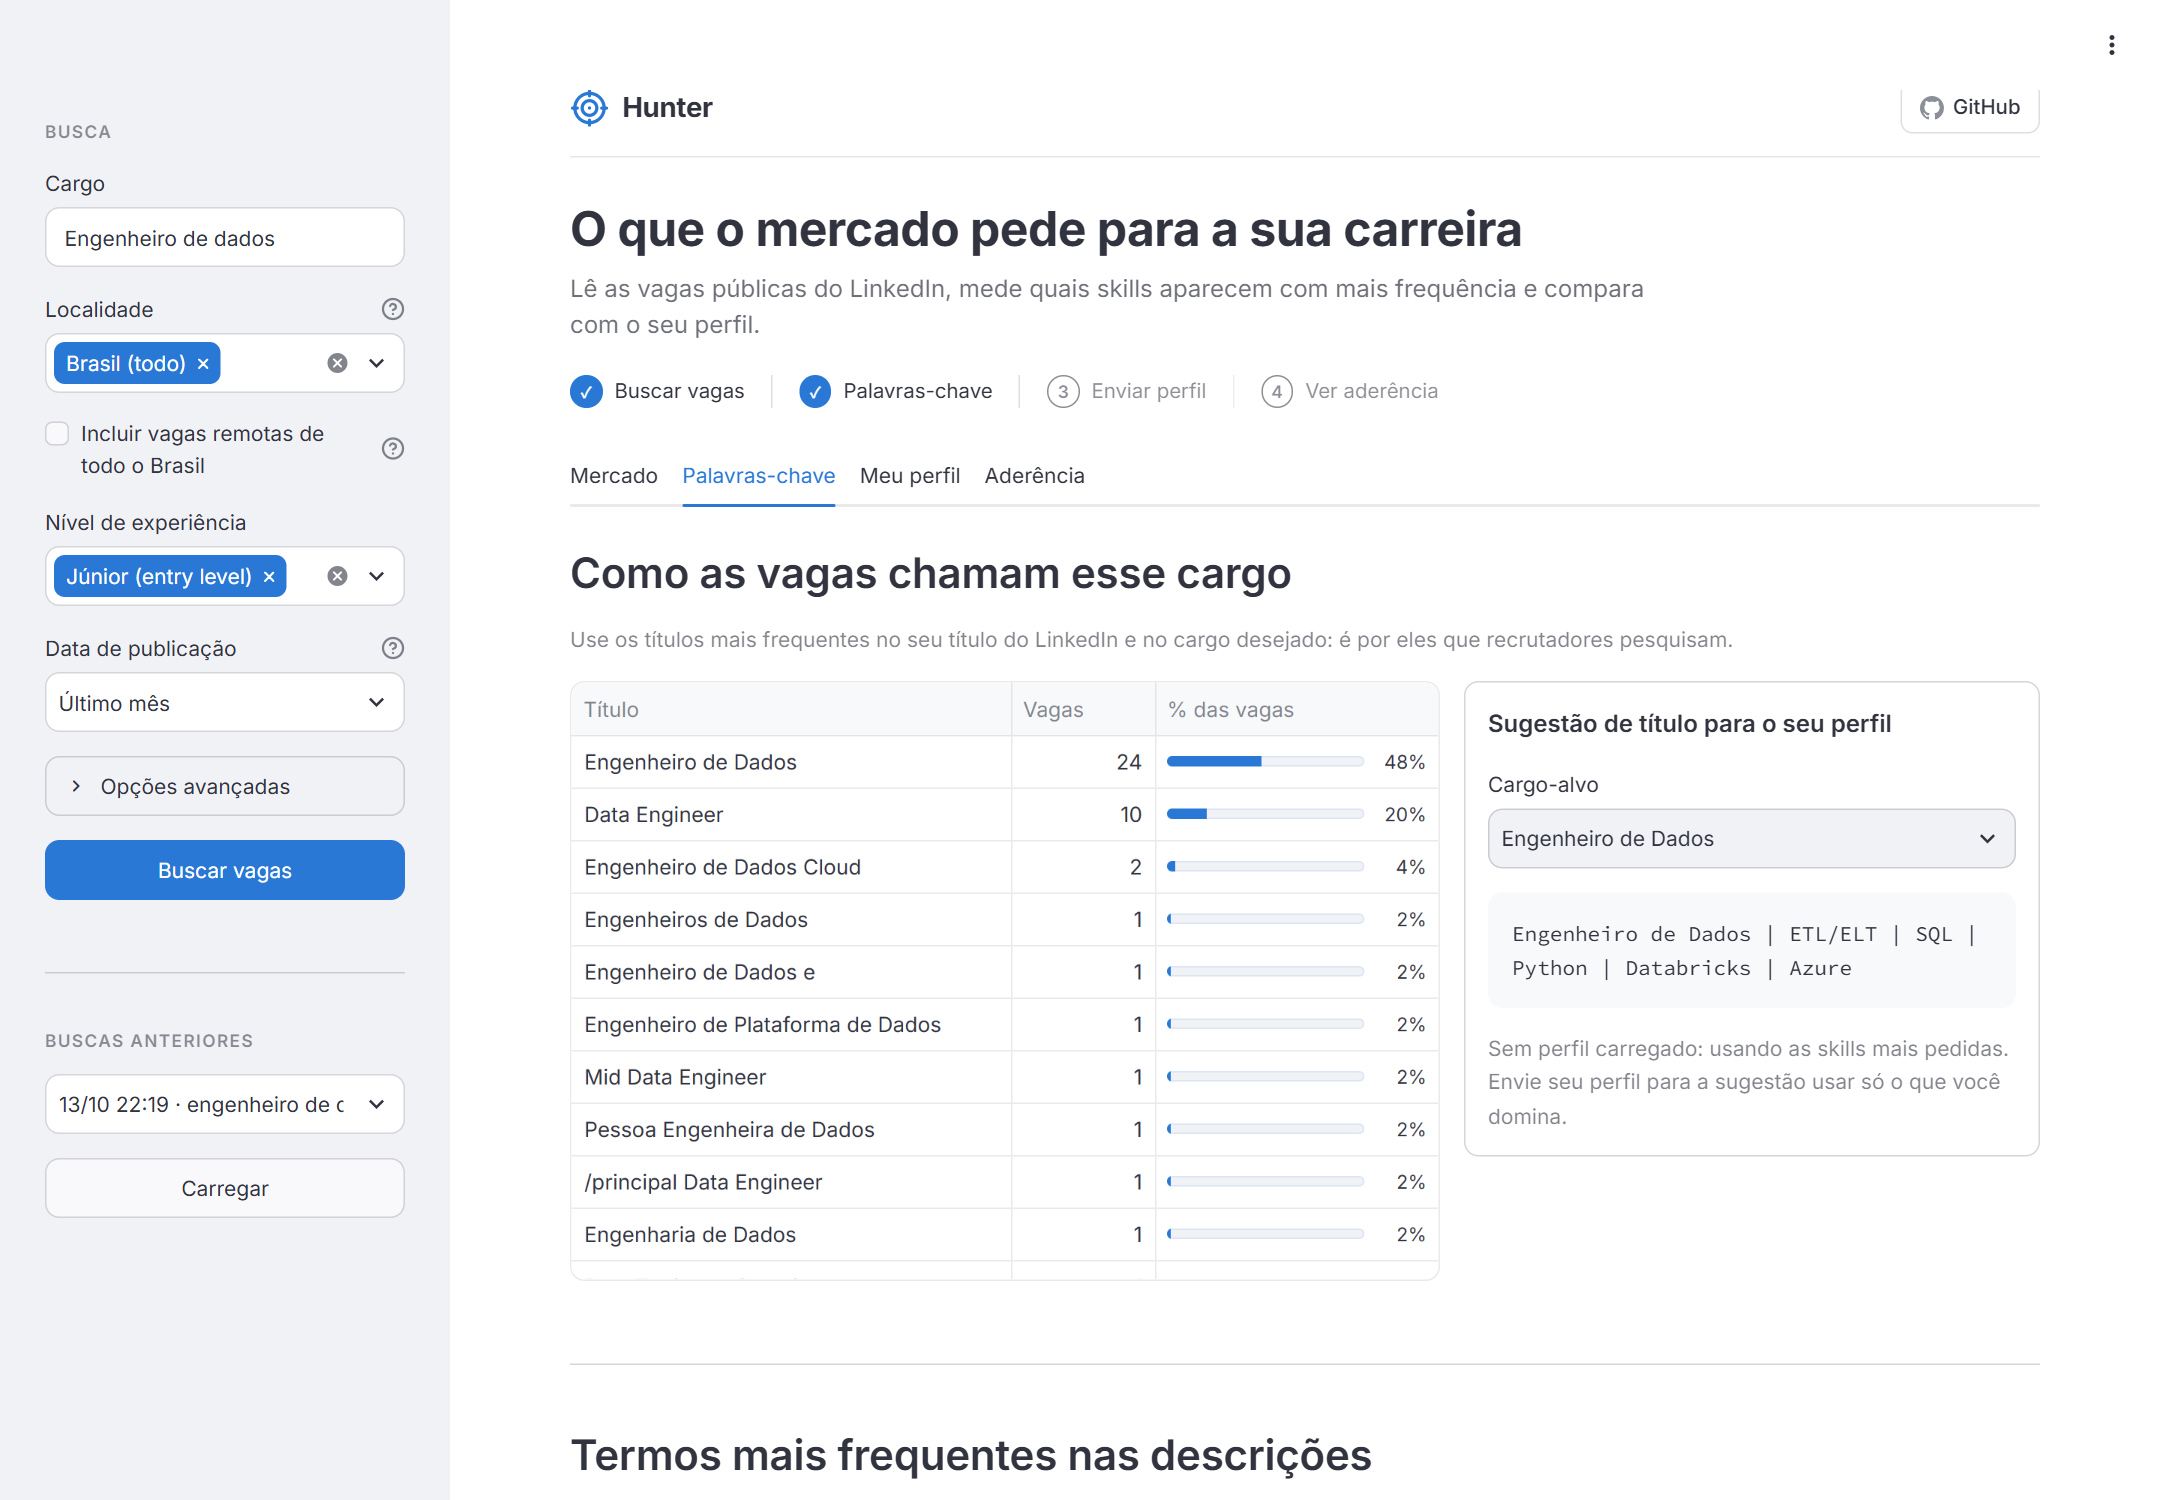 BUSCA
Cargo
Engenheiro de dados
Localidade
Brasil (todo)
Incluir vagas remotas de
todo o Brasil
Nível de experiência
Júnior (entry level)
Data de publicação
Último mês
Opções avançadas
Buscar vagas
BUSCAS ANTERIORES
13/10 22:19 · engenheiro de
Carregar
Hunter
GitHub
O que o mercado pede para a sua carreira
Lê as vagas públicas do LinkedIn, mede quais skills aparecem com mais frequência e compara
com o seu perfil.
✓ Buscar vagas
✓ Palavras-chave
3 Enviar perfil
4 Ver aderência
Mercado Palavras-chave Meu perfil Aderência
Como as vagas chamam esse cargo
Use os títulos mais frequentes no seu título do LinkedIn e no cargo desejado: é por eles que recrutadores pesquisam.
Título Vagas % das vagas
Engenheiro de Dados 24 48%
Data Engineer 10 20%
Engenheiro de Dados Cloud 2 4%
Engenheiros de Dados 1 2%
Engenheiro de Dados e 1 2%
Engenheiro de Plataforma de Dados 1 2%
Mid Data Engineer 1 2%
Pessoa Engenheira de Dados 1 2%
/principal Data Engineer 1 2%
Engenharia de Dados 1 2%
Sugestão de título para o seu perfil
Cargo-alvo
Engenheiro de Dados
Engenheiro de Dados | ETL/ELT | SQL |
Python | Databricks | Azure
Sem perfil carregado: usando as skills mais pedidas.
Envie seu perfil para a sugestão usar só o que você
domina.
Termos mais frequentes nas descrições